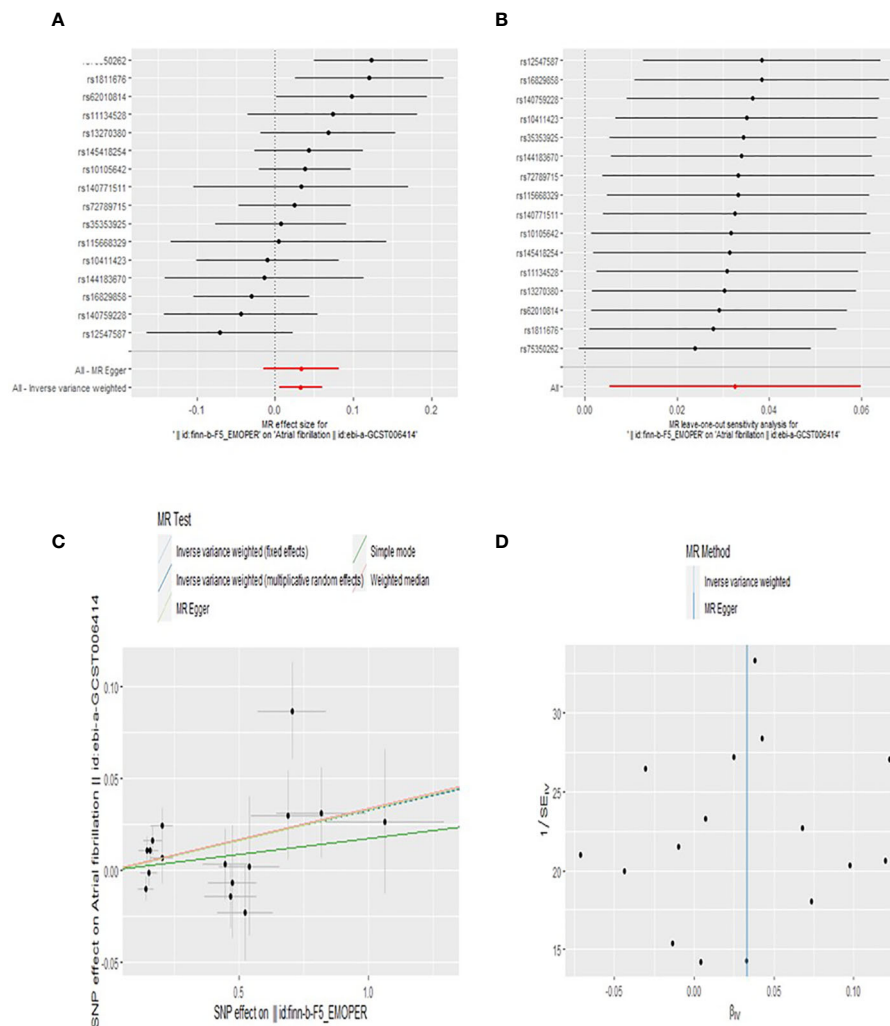 A
rs1811676
rs62010814
rs11134528
rs13270380
rs145418254
rs10105642
rs140771511
rs72789715
rs35353925
rs115668329
rs10411423
rs144183670
rs16829858
rs140759228
rs12547587
All - MR Egger
All - Inverse variance weighted
-0.1 0.0 0.1 0.2
MR effect size for
'|| id:finn-b-F5_EMOPER' on 'Atrial fibrillation || id:ebi-a-GCST006414'
B
rs12547587
rs16829858
rs140759228
rs10411423
rs35353925
rs144183670
rs72789715
rs115668329
rs140771511
rs10105642
rs145418254
rs11134528
rs13270380
rs62010814
rs1811676
rs75350262
All
0.00 0.02 0.04 0.06
MR leave-one-out sensitivity analysis for
'|| id:finn-b-F5_EMOPER' on 'Atrial fibrillation || id:ebi-a-GCST006414'
C
MR Test
Inverse variance weighted (fixed effects)
Inverse variance weighted (multiplicative random effects)
MR Egger
Simple mode
Weighted median
SNP effect on Atrial fibrillation || id:ebi-a-GCST006414
0.10
0.05
0.00
-0.05
0.5 1.0
SNP effect on || id:finn-b-F5_EMOPER
D
MR Method
Inverse variance weighted
MR Egger
1/SE IV
30
25
20
15
-0.05 0.00 0.05 0.10
β IV